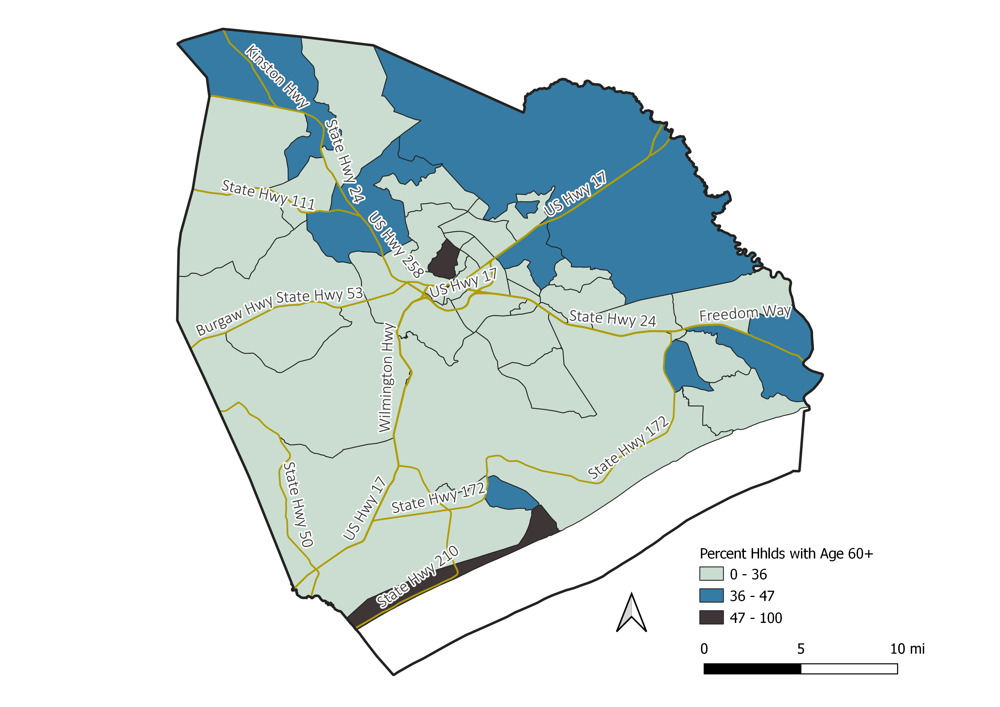 Kinston Hwy
State Hwy 24
State Hwy 111
US Hwy 17
US Hwy 258
US Hwy 17
State Hwy 53
Burgaw Hwy
Freedom Way
State Hwy 24
Wilmington Hwy
State Hwy 172
State Hwy 50
US Hwy 17
State Hwy 172
State Hwy 210
Percent Hhlds with Age 60+
0 - 36
36 - 47
47 - 100
0 5 10 mi